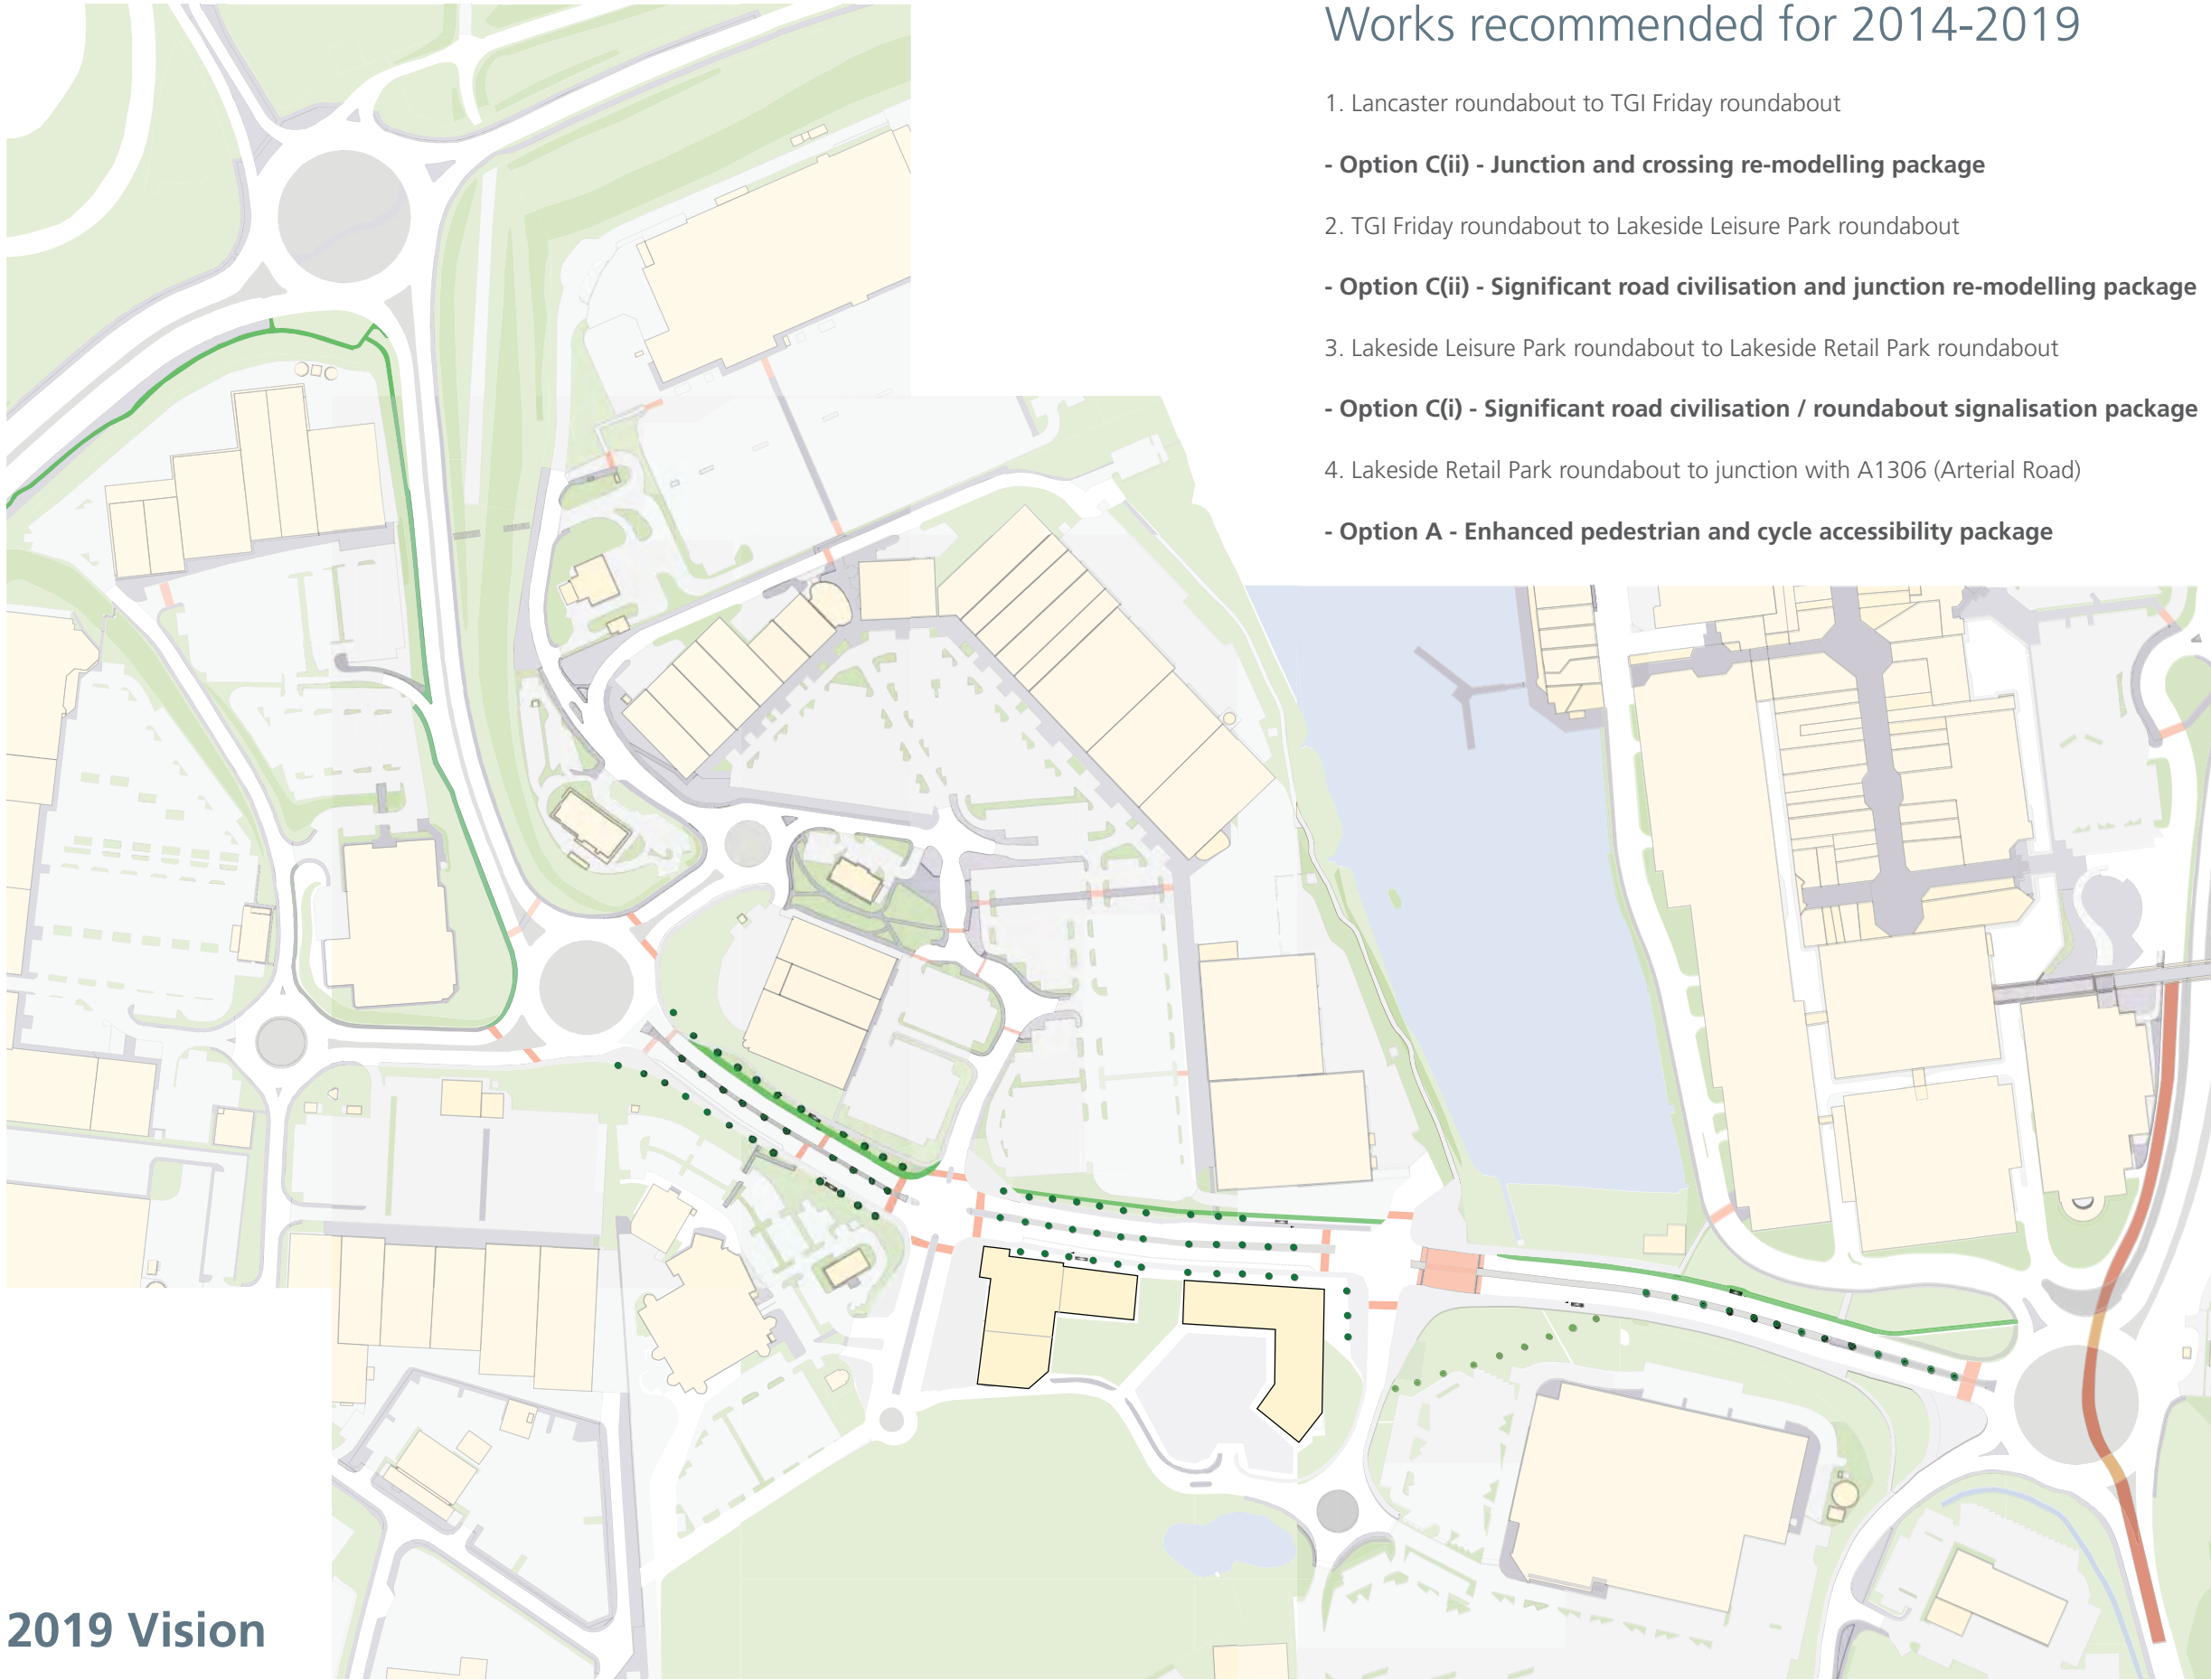 Works recommended for 2014-2019
1. Lancaster roundabout to TGI Friday roundabout
- Option C(ii) - Junction and crossing re-modelling package
2. TGI Friday roundabout to Lakeside Leisure Park roundabout
- Option C(ii) - Significant road civilisation and junction re-modelling package
3. Lakeside Leisure Park roundabout to Lakeside Retail Park roundabout
- Option C(i) - Significant road civilisation / roundabout signalisation package
4. Lakeside Retail Park roundabout to junction with A1306 (Arterial Road)
- Option A - Enhanced pedestrian and cycle accessibility package
2019 Vision